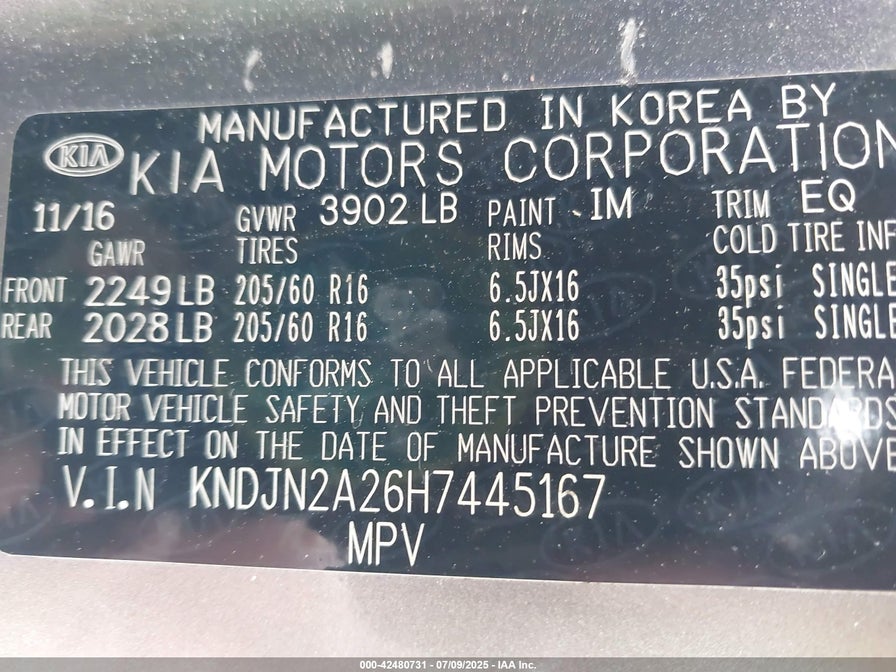 MANUFACTURED IN KOREA BY
KIA KIA MOTORS CORPORATION
11/16 GVWR 3902 LB PAINT IM TRIM EQ
GAWR TIRES RIMS COLD TIRE INF
FRONT 2249 LB 205/60 R16 6.5JX16 35psi SINGLE
REAR 2028 LB 205/60 R16 6.5JX16 35psi SINGLE
THIS VEHICLE CONFORMS TO ALL APPLICABLE U.S.A. FEDERA
MOTOR VEHICLE SAFETY AND THEFT PREVENTION STANDARDS
IN EFFECT ON THE DATE OF MANUFACTURE SHOWN ABOVE
V.I.N KNDJN2A26H7445167
MPV
000-42480731 - 07/09/2025 - IAA Inc.